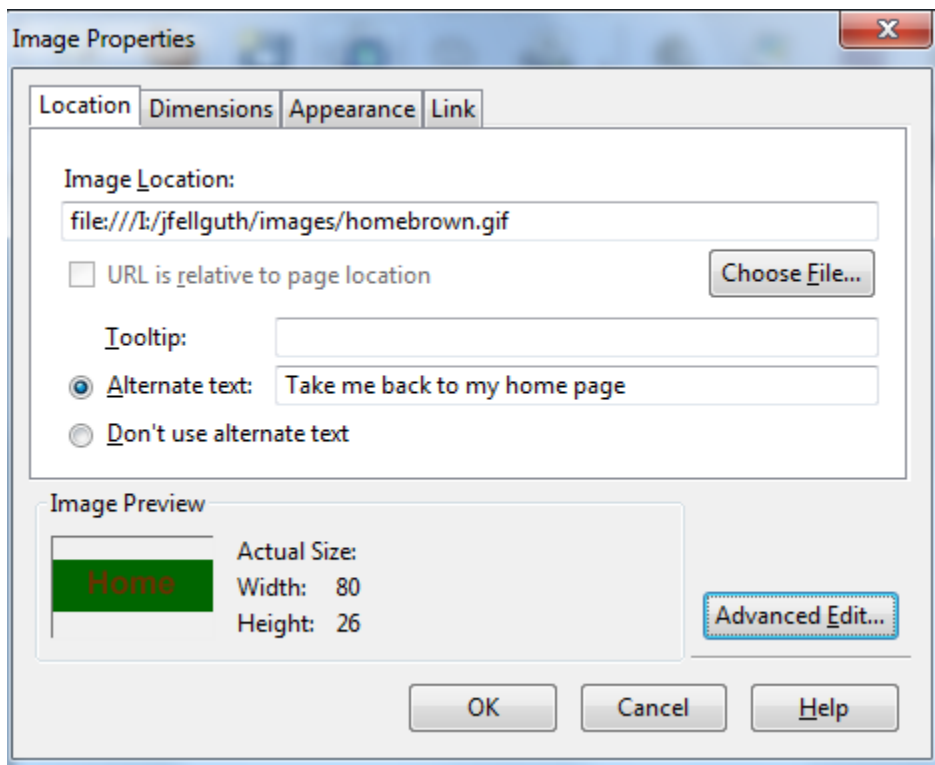 Image Properties
Location Dimensions Appearance Link
Image Location:
file:///I:/jfellguth/images/homebrown.gif
URL is relative to page location
Choose File...
Tooltip:
Alternate text: Take me back to my home page
Don't use alternate text
Image Preview
Home
Actual Size:
Width: 80
Height: 26
Advanced Edit...
OK Cancel Help